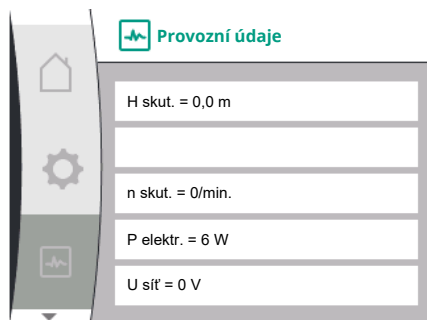 Provozní údaje
H skut. = 0,0 m
n skut. = 0/min.
P elektr. = 6 W
U síť = 0 V